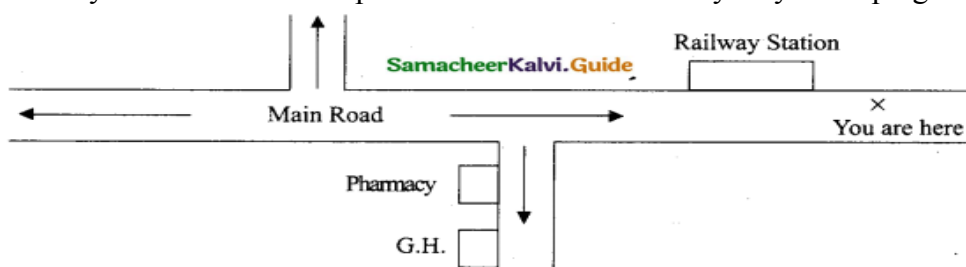 Railway Station
SamacheerKalvi.Guide
Main Road
You are here
Pharmacy
G.H.